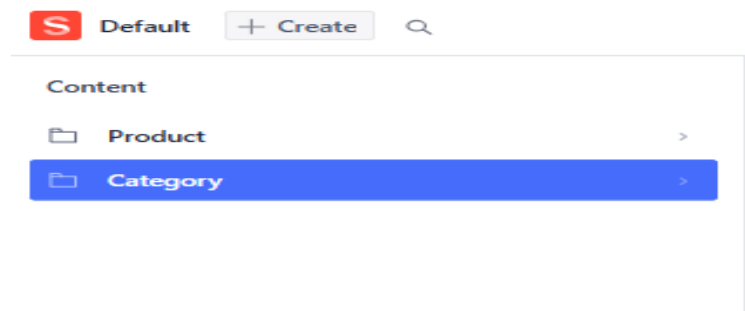 S Default + Create
Content
Product >
Category >